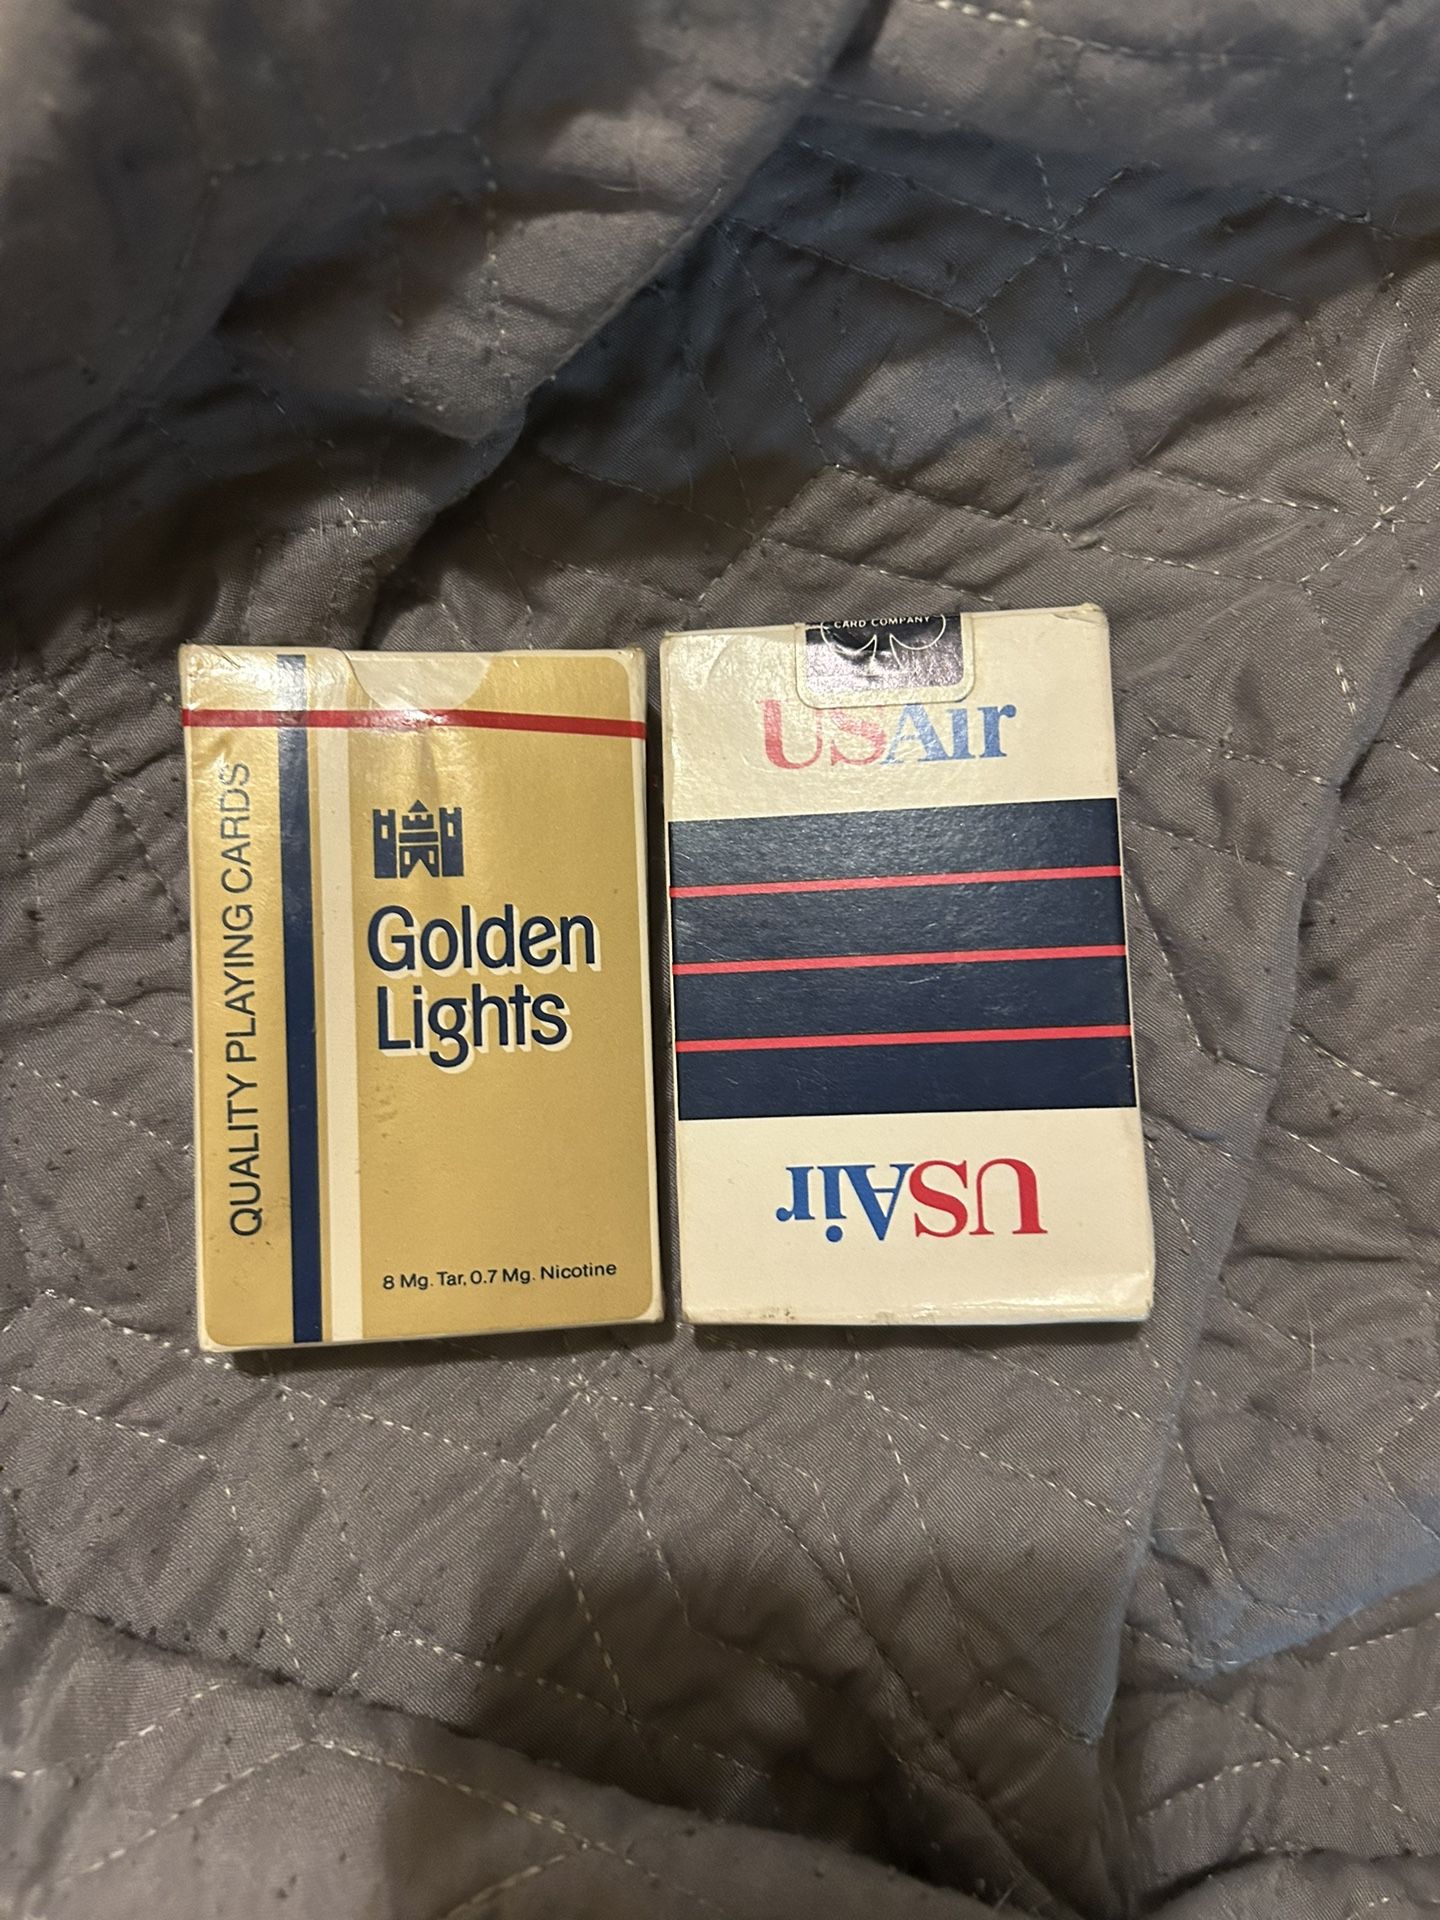 QUALITY PLAYING CARDS
Golden
Lights
8 Mg. Tar, 0.7 Mg. Nicotine
CARD COMPANY
USAir
USAir